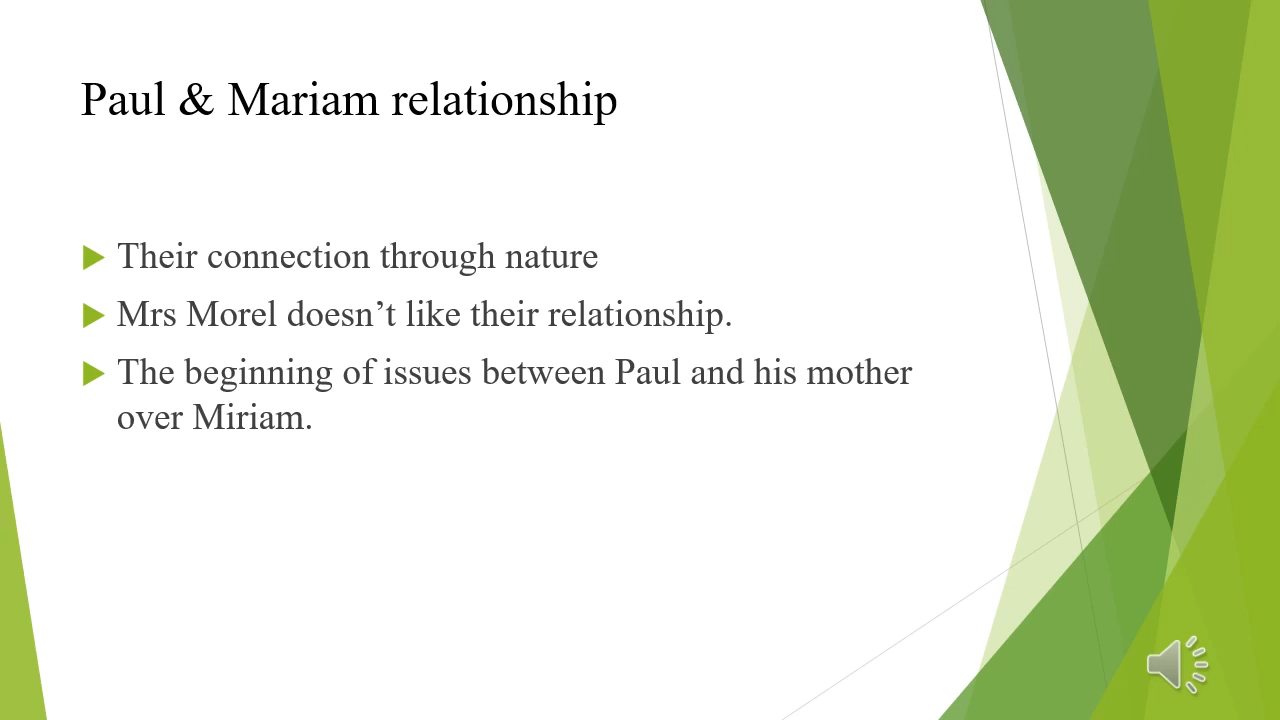 Paul & Mariam relationship
Their connection through nature
Mrs Morel doesn’t like their relationship.
The beginning of issues between Paul and his mother
over Miriam.